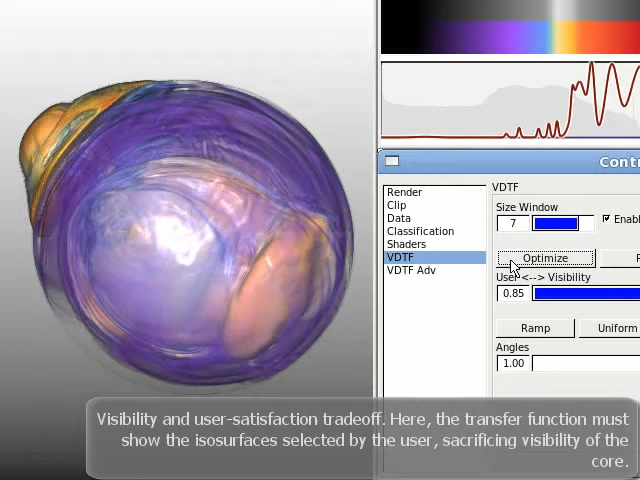 Contr
Render
Clip
Data
Classification
Shaders
VDTF
VDTF Adv
VDTF
Size Window
7
Enabl
Optimize
R
User <--> Visibility
0.85
Ramp
Uniform
Angles
1.00
Visibility and user-satisfaction tradeoff. Here, the transfer function must
show the isosurfaces selected by the user, sacrificing visibility of the
core.